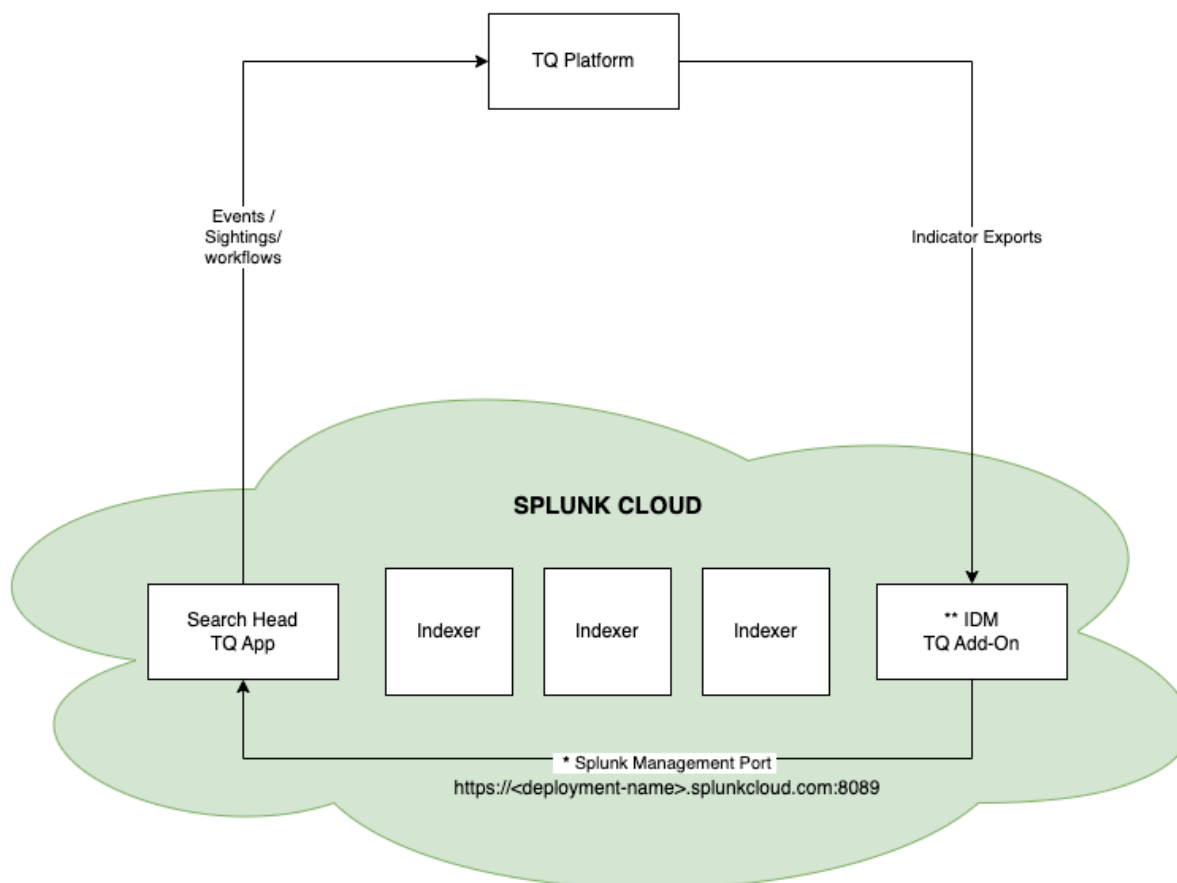 TQ Platform
Events /
Sightings/
workflows
Indicator Exports
SPLUNK CLOUD
Search Head
TQ App
Indexer
Indexer
Indexer
** IDM
TQ Add-On
* Splunk Management Port
https://<deployment-name>.splunkcloud.com:8089